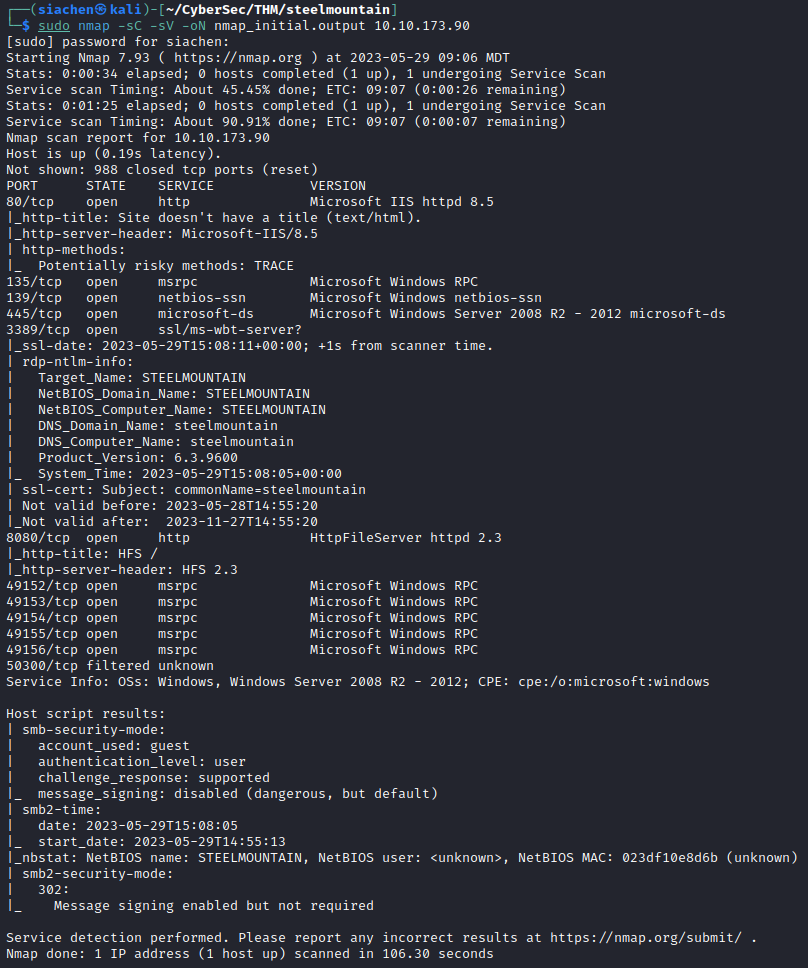 ┌──(siachen㉿kali)-[~/CyberSec/THM/steelmountain]
└─$ sudo nmap -sC -sV -oN nmap_initial.output 10.10.173.90
[sudo] password for siachen:
Starting Nmap 7.93 ( https://nmap.org ) at 2023-05-29 09:06 MDT
Stats: 0:00:34 elapsed; 0 hosts completed (1 up), 1 undergoing Service Scan
Service scan Timing: About 45.45% done; ETC: 09:07 (0:00:26 remaining)
Stats: 0:01:25 elapsed; 0 hosts completed (1 up), 1 undergoing Service Scan
Service scan Timing: About 90.91% done; ETC: 09:07 (0:00:07 remaining)
Nmap scan report for 10.10.173.90
Host is up (0.19s latency).
Not shown: 988 closed tcp ports (reset)
PORT      STATE    SERVICE            VERSION
80/tcp    open     http               Microsoft IIS httpd 8.5
|_http-title: Site doesn't have a title (text/html).
|_http-server-header: Microsoft-IIS/8.5
| http-methods:
|_  Potentially risky methods: TRACE
135/tcp   open     msrpc              Microsoft Windows RPC
139/tcp   open     netbios-ssn        Microsoft Windows netbios-ssn
445/tcp   open     microsoft-ds       Microsoft Windows Server 2008 R2 - 2012 microsoft-ds
3389/tcp  open     ssl/ms-wbt-server?
|_ssl-date: 2023-05-29T15:08:11+00:00; +1s from scanner time.
| rdp-ntlm-info:
|   Target_Name: STEELMOUNTAIN
|   NetBIOS_Domain_Name: STEELMOUNTAIN
|   NetBIOS_Computer_Name: STEELMOUNTAIN
|   DNS_Domain_Name: steelmountain
|   DNS_Computer_Name: steelmountain
|   Product_Version: 6.3.9600
|_  System_Time: 2023-05-29T15:08:05+00:00
| ssl-cert: Subject: commonName=steelmountain
| Not valid before: 2023-05-28T14:55:20
|_Not valid after:  2023-11-27T14:55:20
8080/tcp  open     http               HttpFileServer httpd 2.3
|_http-title: HFS /
|_http-server-header: HFS 2.3
49152/tcp open     msrpc              Microsoft Windows RPC
49153/tcp open     msrpc              Microsoft Windows RPC
49154/tcp open     msrpc              Microsoft Windows RPC
49155/tcp open     msrpc              Microsoft Windows RPC
49156/tcp open     msrpc              Microsoft Windows RPC
50300/tcp filtered unknown
Service Info: OSs: Windows, Windows Server 2008 R2 - 2012; CPE: cpe:/o:microsoft:windows

Host script results:
| smb-security-mode:
|   account_used: guest
|   authentication_level: user
|   challenge_response: supported
|_  message_signing: disabled (dangerous, but default)
| smb2-time:
|   date: 2023-05-29T15:08:05
|_  start_date: 2023-05-29T14:55:13
|_nbstat: NetBIOS name: STEELMOUNTAIN, NetBIOS user: <unknown>, NetBIOS MAC: 023df10e8d6b (unknown)
| smb2-security-mode:
|   302:
|_    Message signing enabled but not required

Service detection performed. Please report any incorrect results at https://nmap.org/submit/ .
Nmap done: 1 IP address (1 host up) scanned in 106.30 seconds